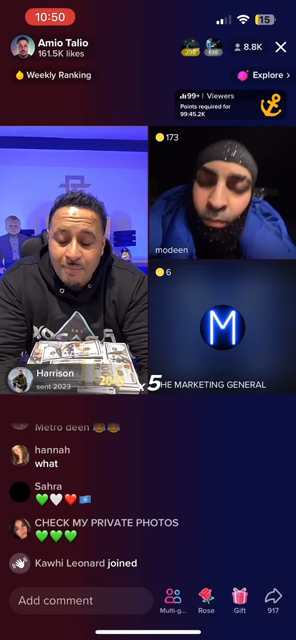 10:50
15
Amio Talio
161.5K likes
8.8K
Weekly Ranking
Explore >
99+ | Viewers
Points required for
99:45.2K
173
modeen
6
M
Harrison
sent 2023
x 5
HE MARKETING GENERAL
Metro deen
hannah
what
Sahra
CHECK MY PRIVATE PHOTOS
Kawhi Leonard joined
Add comment
Multi-g...
Rose
Gift
917